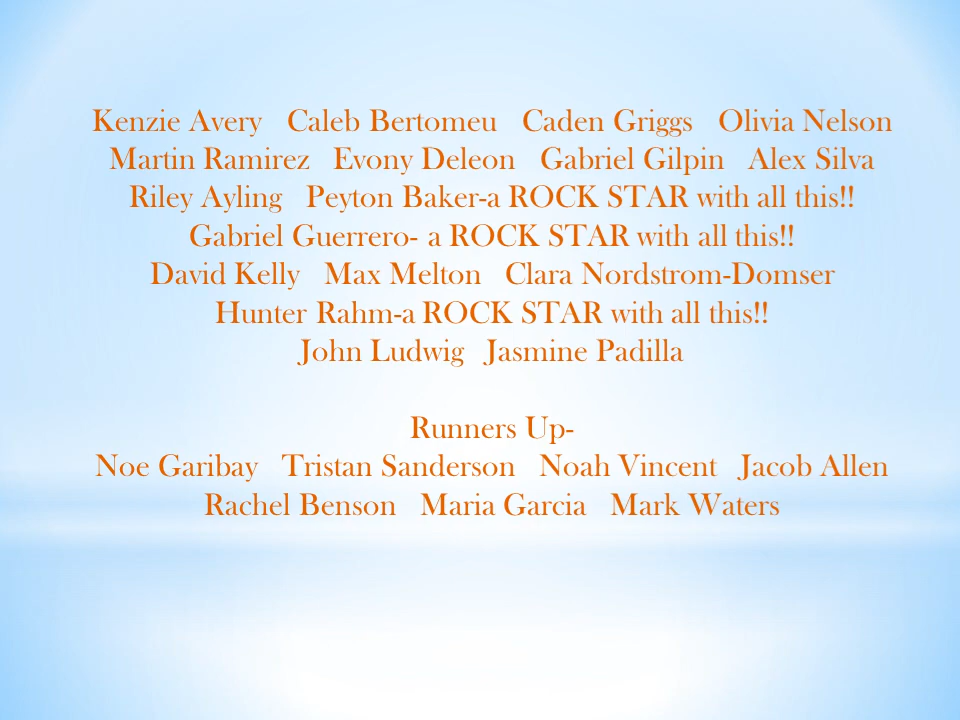 Kenzie Avery   Caleb Bertomeu   Caden Griggs   Olivia Nelson
Martin Ramirez   Evony Deleon   Gabriel Gilpin   Alex Silva
Riley Ayling   Peyton Baker-a ROCK STAR with all this!!
Gabriel Guerrero- a ROCK STAR with all this!!
David Kelly   Max Melton   Clara Nordstrom-Domser
Hunter Rahm-a ROCK STAR with all this!!
John Ludwig   Jasmine Padilla
Runners Up-
Noe Garibay   Tristan Sanderson   Noah Vincent   Jacob Allen
Rachel Benson   Maria Garcia   Mark Waters